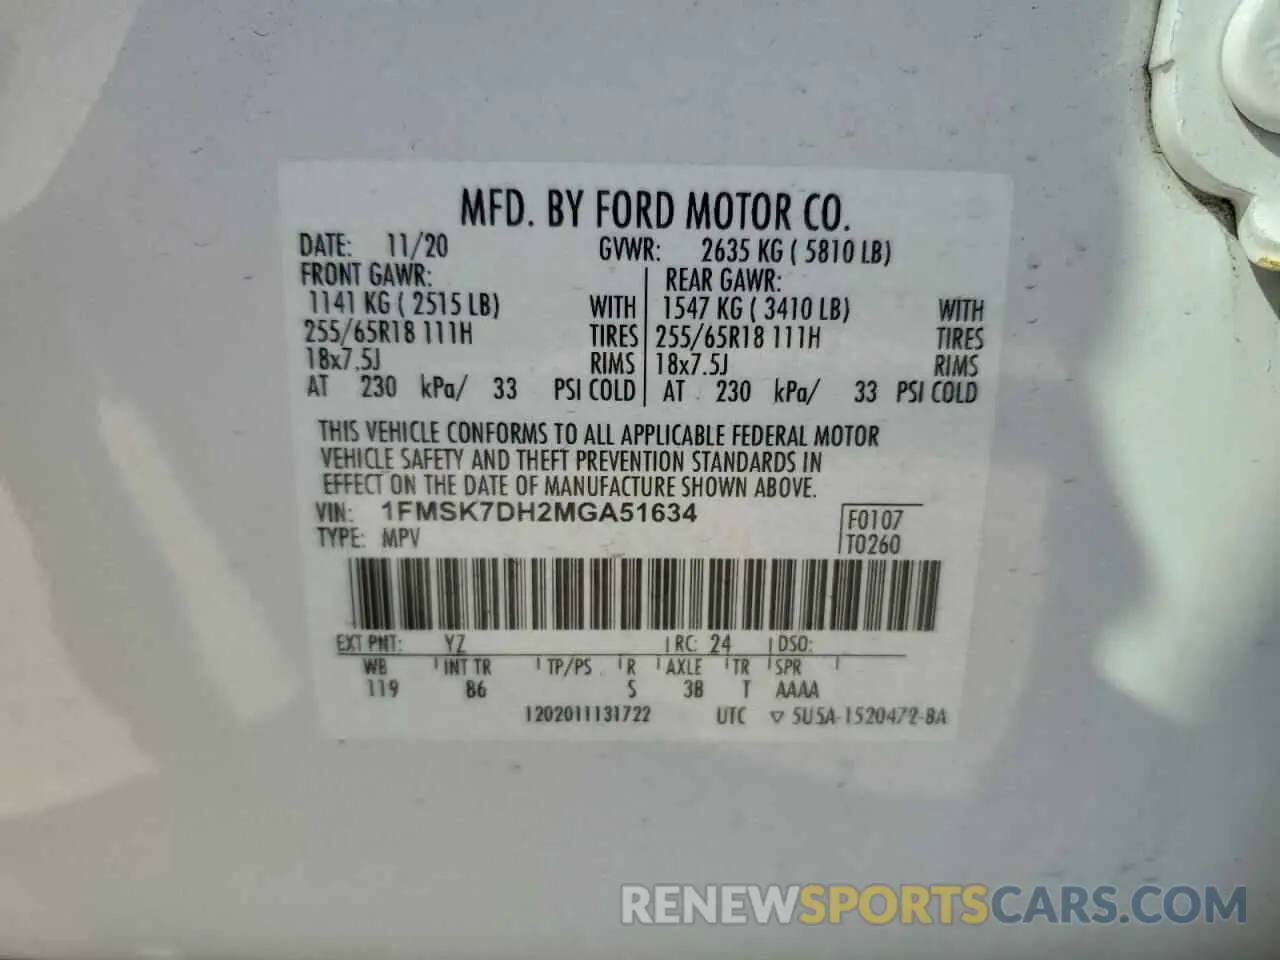 MFD. BY FORD MOTOR CO.
DATE: 11/20 GVWR: 2635 KG ( 5810 LB)
FRONT GAWR: REAR GAWR:
1141 KG ( 2515 LB) WITH 1547 KG ( 3410 LB) WITH
255/65R18 111H TIRES 255/65R18 111H TIRES
18x7.5J RIMS 18x7.5J RIMS
AT 230 kPa/ 33 PSI COLD AT 230 kPa/ 33 PSI COLD
THIS VEHICLE CONFORMS TO ALL APPLICABLE FEDERAL MOTOR
VEHICLE SAFETY AND THEFT PREVENTION STANDARDS IN
EFFECT ON THE DATE OF MANUFACTURE SHOWN ABOVE.
VIN: 1FMSK7DH2MGA51634
F0107
TYPE: MPV
T0260
EXT PNT: YZ RC: 24 DSO:
WB INT TR TP/PS R AXLE TR SPR
119 86 5 3B T AAAA
1202011131722 UTC ▽ 5U5A-1520472-BA
RENEWSPORTSCARS.COM